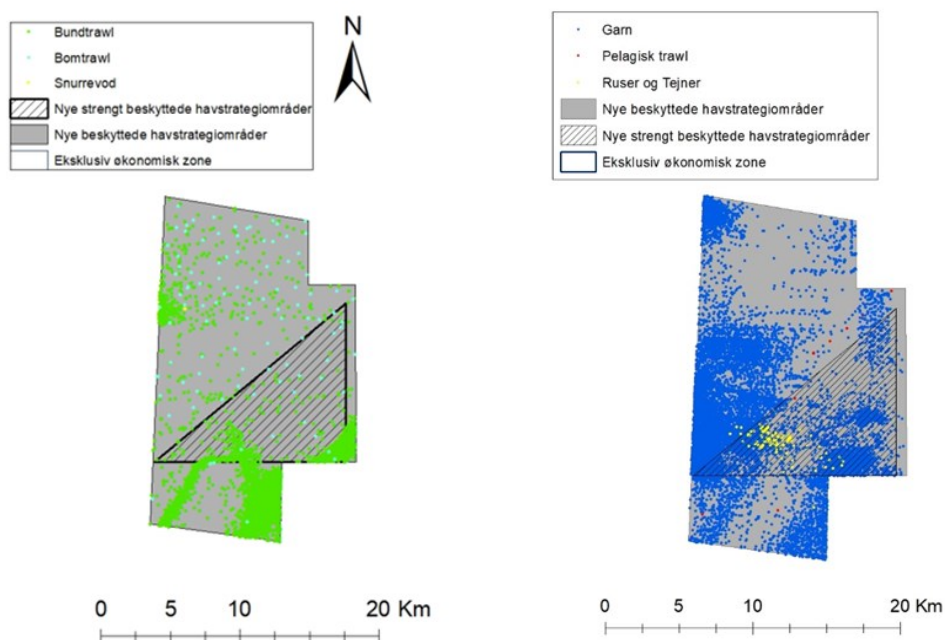 Bundtrawl
Bomtrawl
Snurrevod
Nye strengt beskyttede havstrategiområder
Nye beskyttede havstrategiområder
Eksklusiv økonomisk zone
N
Garn
Pelagisk trawl
Ruser og Tejner
Nye beskyttede havstrategiområder
Nye strengt beskyttede havstrategiområder
Eksklusiv økonomisk zone
0 5 10 20 Km
0 5 10 20 Km